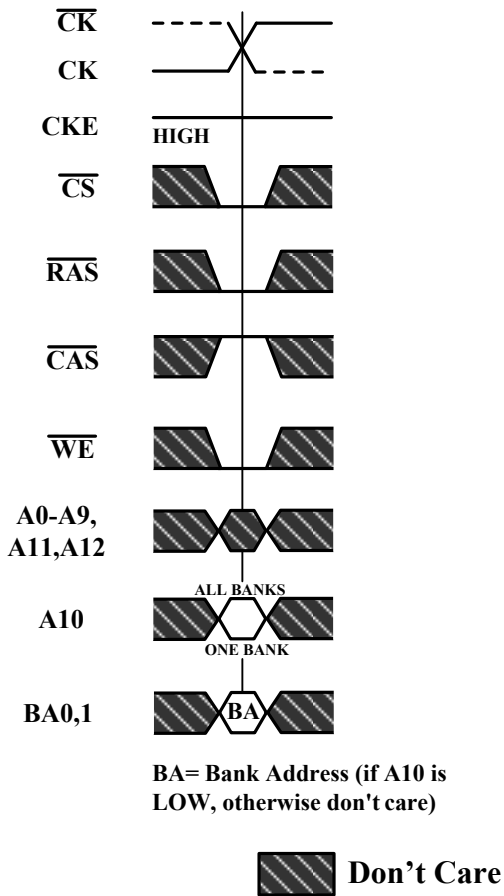 CK
CK
CKE
HIGH
CS
RAS
CAS
WE
A0-A9,
A11,A12
ALL BANKS
A10
ONE BANK
BA0,1
BA
BA= Bank Address (if A10 is
LOW, otherwise don't care)
Don't Care